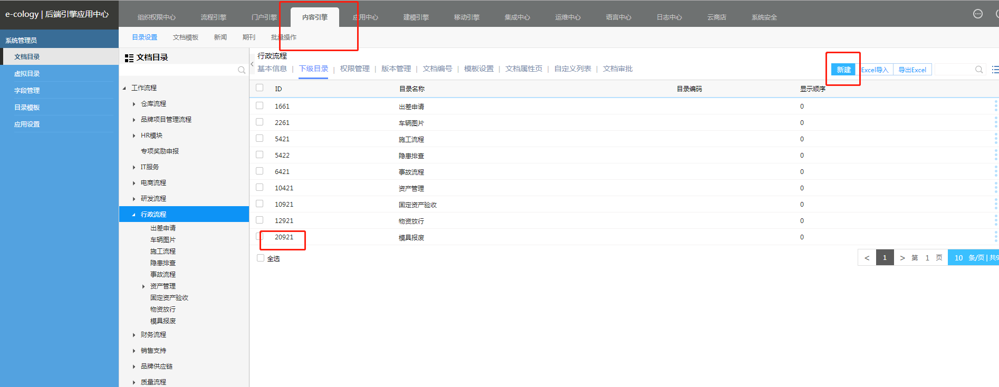 e-cology | 后端引擎应用中心
组织权限中心 流程引擎 门户引擎 内容引擎 应用中心 建模引擎 移动引擎 集成中心 运维中心 语言中心 日志中心 云商店 系统安全
系统管理员
目录设置 文档模板 新闻 期刊 批量操作
文档目录
虚拟目录
字段管理
目录模板
应用设置
文档目录
工作流程
仓库流程
品牌项目管理流程
HR模块
专项奖励申报
IT服务
电商流程
研发流程
行政流程
出差申请
车辆图片
施工流程
隐患排查
事故流程
资产管理
固定资产验收
物资放行
模具报废
财务流程
销售支持
品牌供应链
质量流程
行政流程
基本信息 | 下级目录 | 权限管理 | 版本管理 | 文档编号 | 模板设置 | 文档属性页 | 自定义列表 | 文档审批
新建 Excel导入 导出Excel
ID 目录名称 目录编码 显示顺序
1661 出差申请 0
2261 车辆图片 0
5421 施工流程 0
5422 隐患排查 0
6421 事故流程 0
10421 资产管理 0
10921 固定资产验收 0
12921 物资放行 0
20921 模具报废 0
全选
< 1 > 第 1 页 10 条/页 | 共9